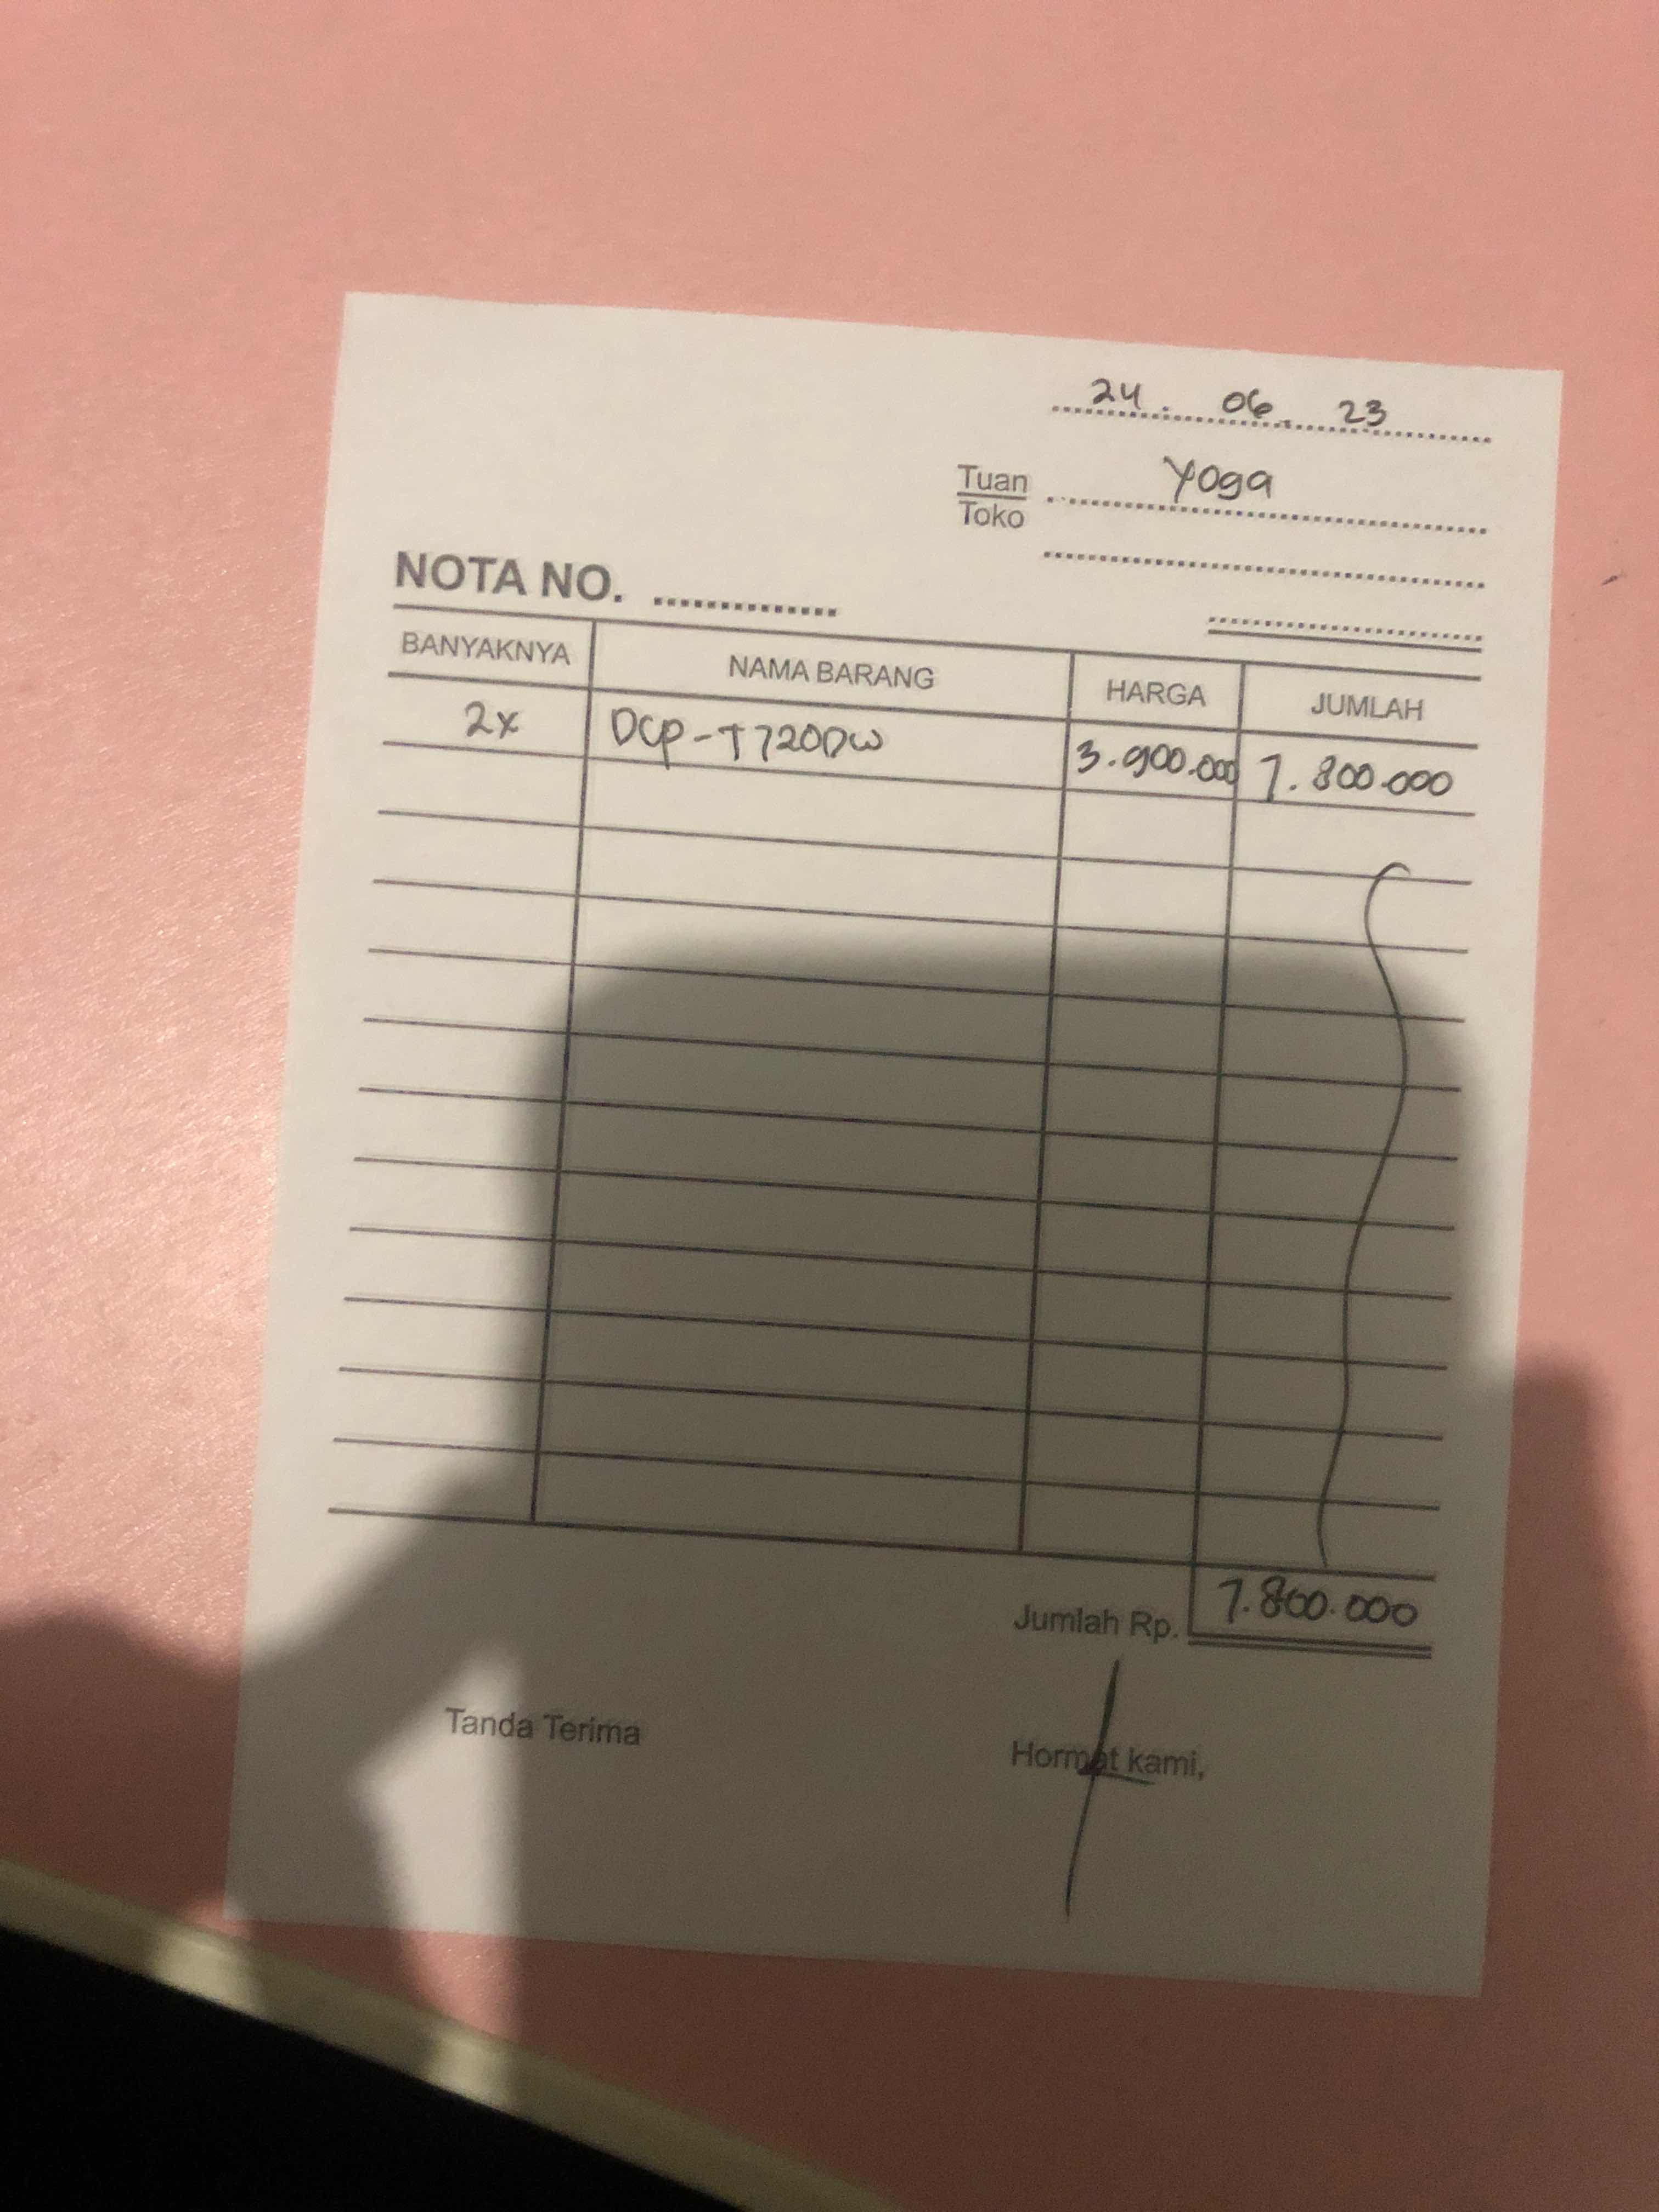 24. 06. 23
Tuan Yoga
Toko
NOTA NO. ..............
BANYAKNYA NAMA BARANG HARGA JUMLAH
2x DCP-T720DW 3.900.000 7.800.000
Jumlah Rp. 7.800.000
Tanda Terima Hormat kami,